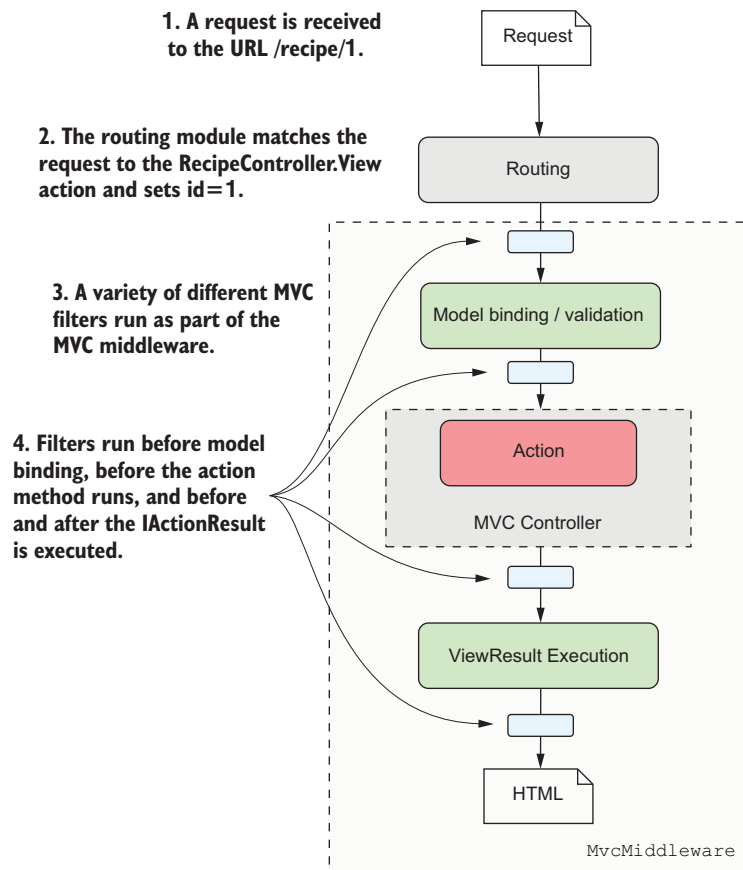 1. A request is received
to the URL /recipe/1.
Request
2. The routing module matches the
request to the RecipeController.View
action and sets id=1.
Routing
3. A variety of different MVC
filters run as part of the
MVC middleware.
Model binding / validation
4. Filters run before model
binding, before the action
method runs, and before
and after the IActionResult
is executed.
Action
MVC Controller
ViewResult Execution
HTML
MvcMiddleware